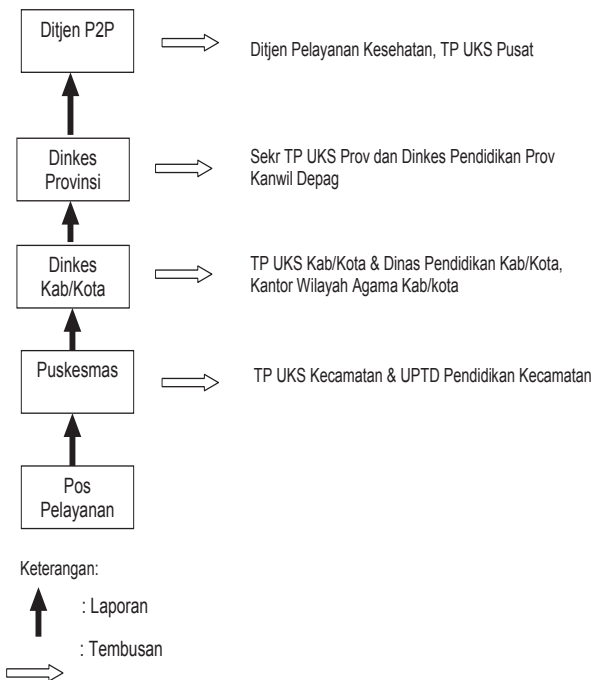 Ditjen P2P
Ditjen Pelayanan Kesehatan, TP UKS Pusat
Dinkes
Provinsi
Sekr TP UKS Prov dan Dinkes Pendidikan Prov
Kanwil Depag
Dinkes
Kab/Kota
TP UKS Kab/Kota & Dinas Pendidikan Kab/Kota,
Kantor Wilayah Agama Kab/kota
Puskesmas
TP UKS Kecamatan & UPTD Pendidikan Kecamatan
Pos
Pelayanan
Keterangan:
: Laporan
: Tembusan